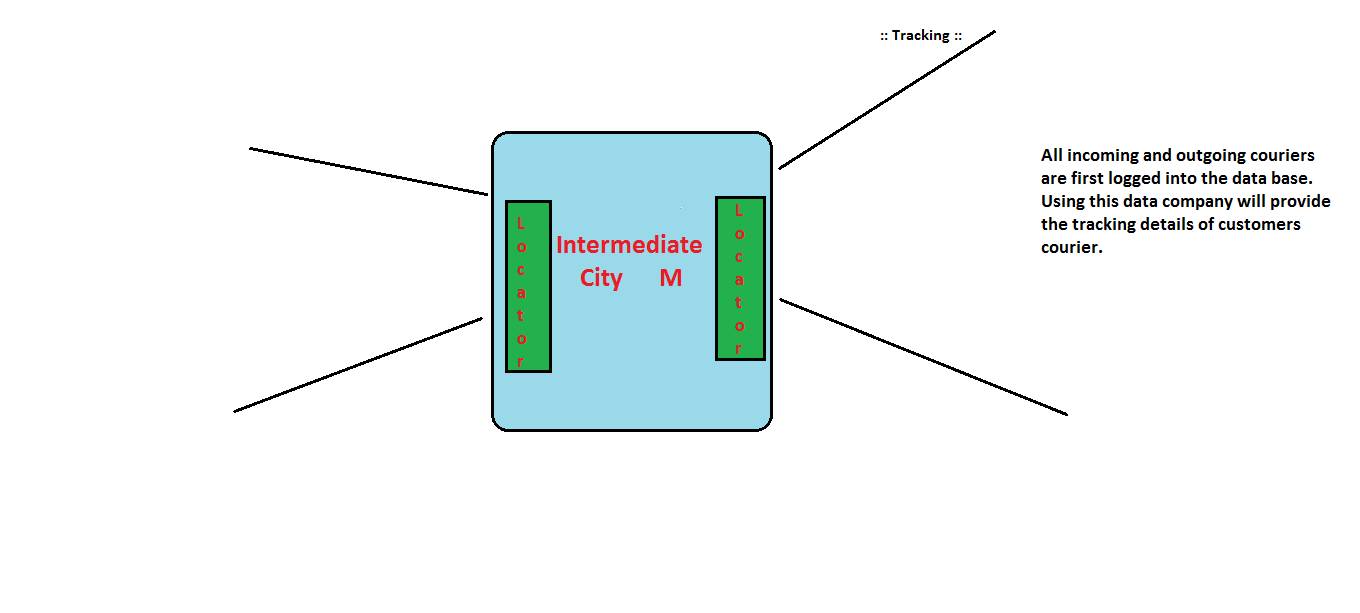 :: Tracking ::
All incoming and outgoing couriers
are first logged into the data base.
Using this data company will provide
the tracking details of customers
courier.
Locator
Intermediate
City M
Locator